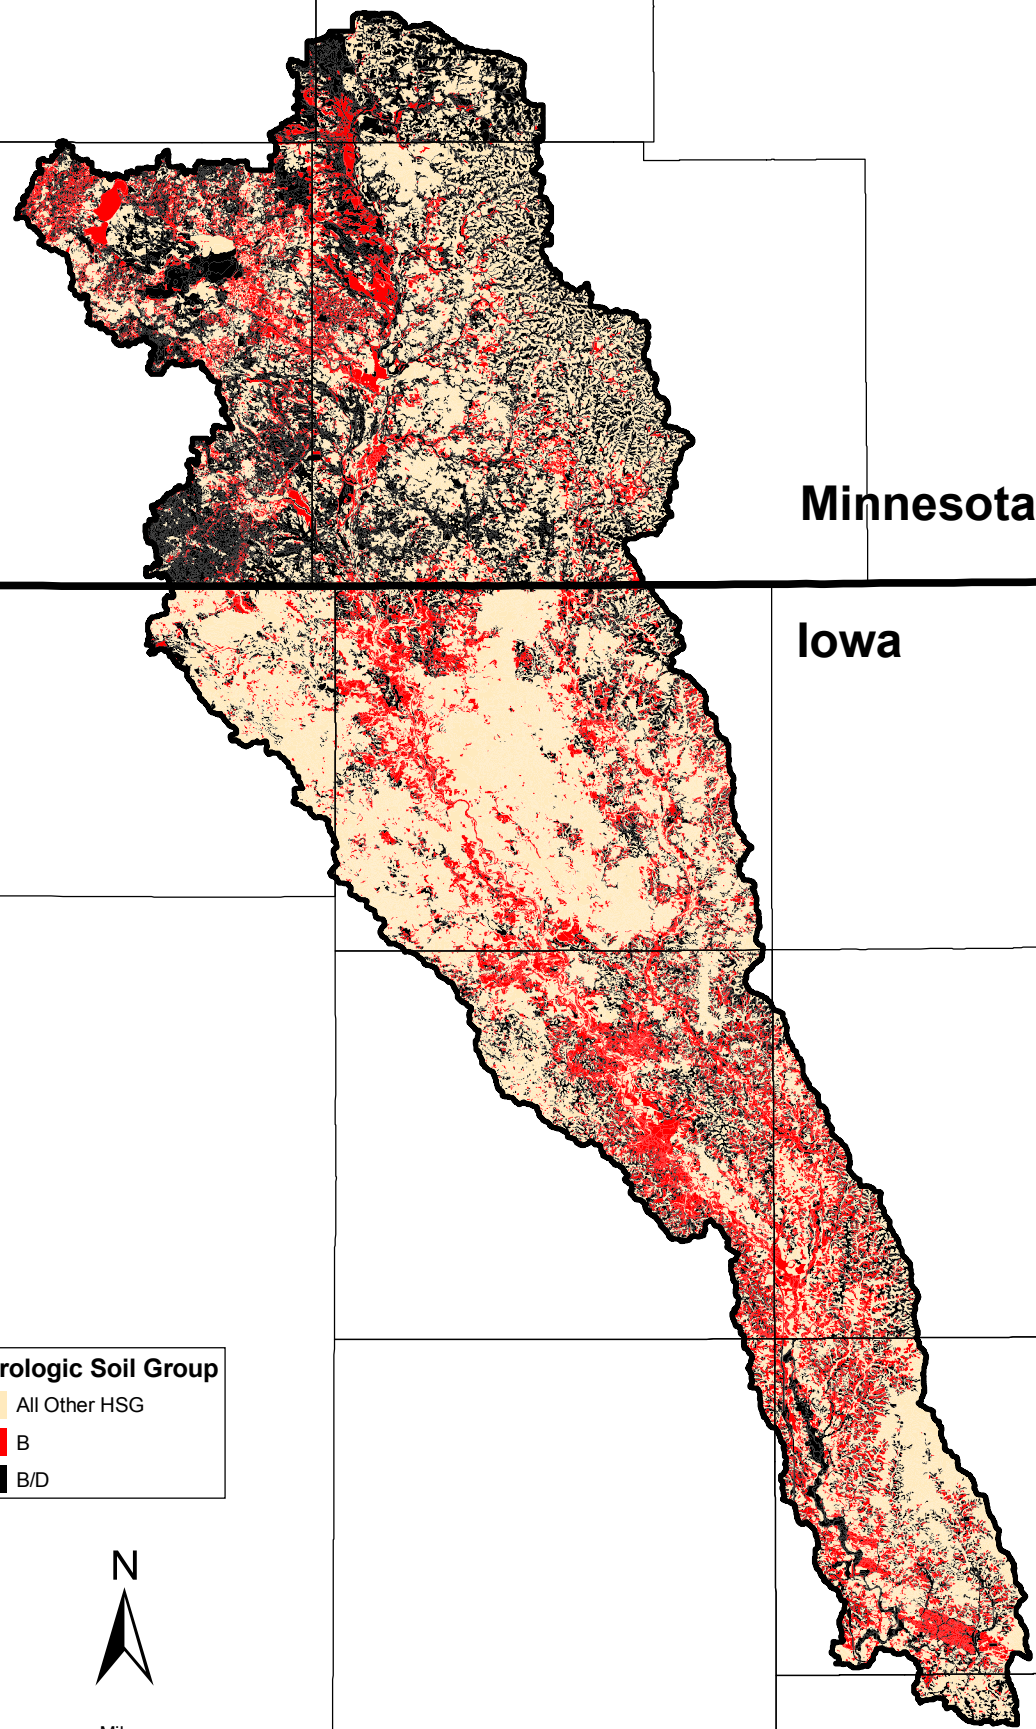 Minnesota
Iowa
rologic Soil Group
All Other HSG
B
B/D
N